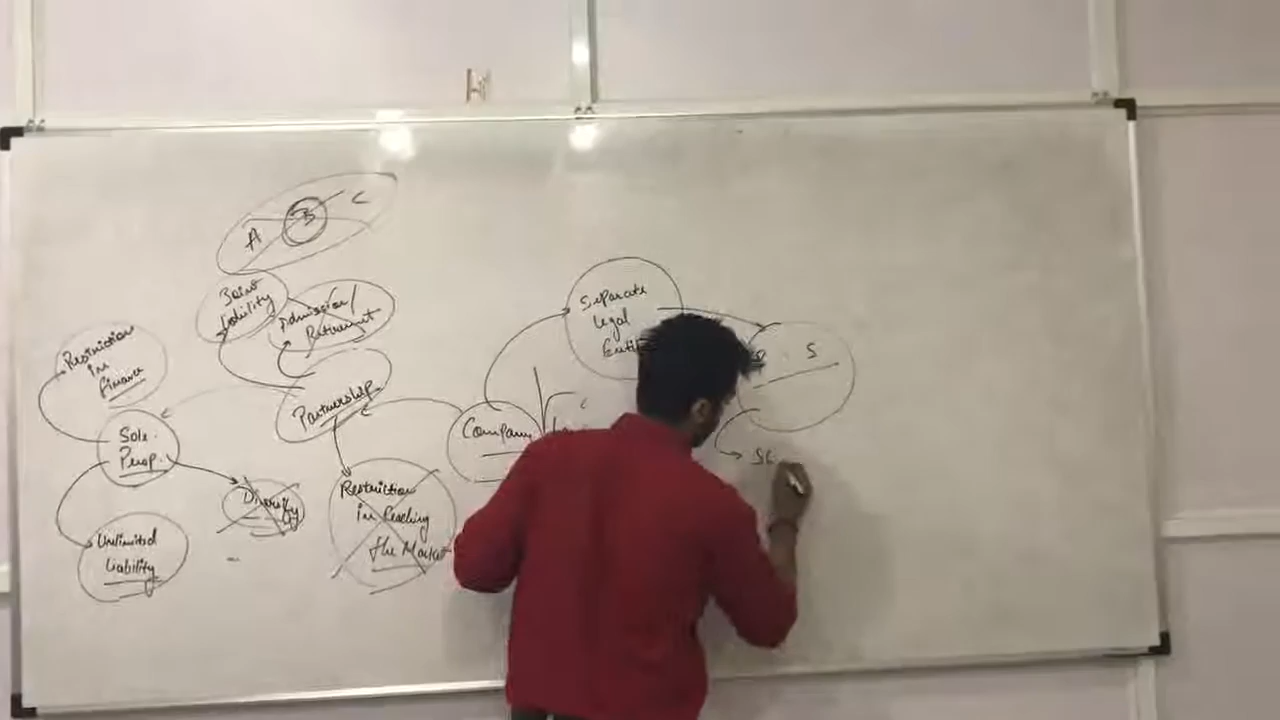 A B C
Joint
Liability
Admission/
Retirement
Restriction
in
finance
Partnership
Sole.
Prop.
Diversify
Unlimited
Liability
Restriction
in Reaching
the Market
Company
Separate
Legal
S